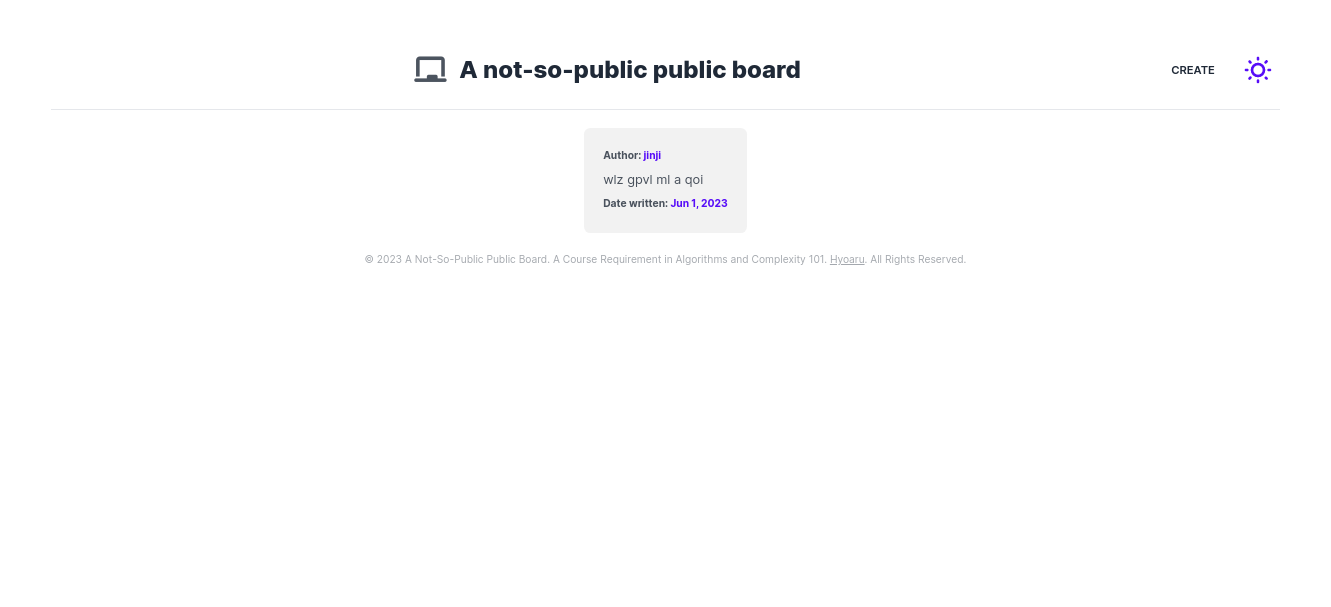 A not-so-public public board
CREATE
Author: jinji
wlz gpvl ml a qoi
Date written: Jun 1, 2023
© 2023 A Not-So-Public Public Board. A Course Requirement in Algorithms and Complexity 101. Hyoaru. All Rights Reserved.